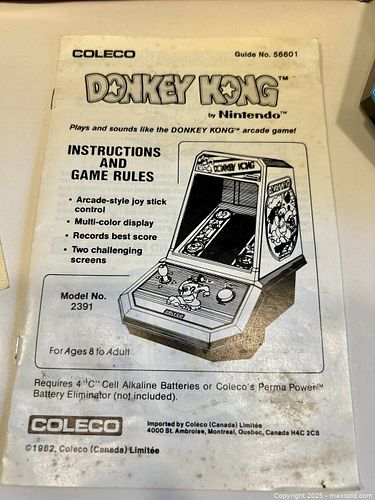 COLECO
Guide No. 56601
DONKEY KONG™
by Nintendo™
Plays and sounds like the DONKEY KONG™ arcade game!
INSTRUCTIONS
AND
GAME RULES
• Arcade-style joy stick
control
• Multi-color display
• Records best score
• Two challenging
screens
DONKEY KONG
COLECO
Model No.
2391
For Ages 8 to Adult
Requires 4 "C" Cell Alkaline Batteries or Coleco's Perma Power™
Battery Eliminator (not included).
COLECO
Imported by Coleco (Canada) Limitée
4000 St. Ambroise, Montreal, Quebec, Canada H4C 2C8
©1982, Coleco (Canada) Limitée
Copyright 2025 - maxsold.com